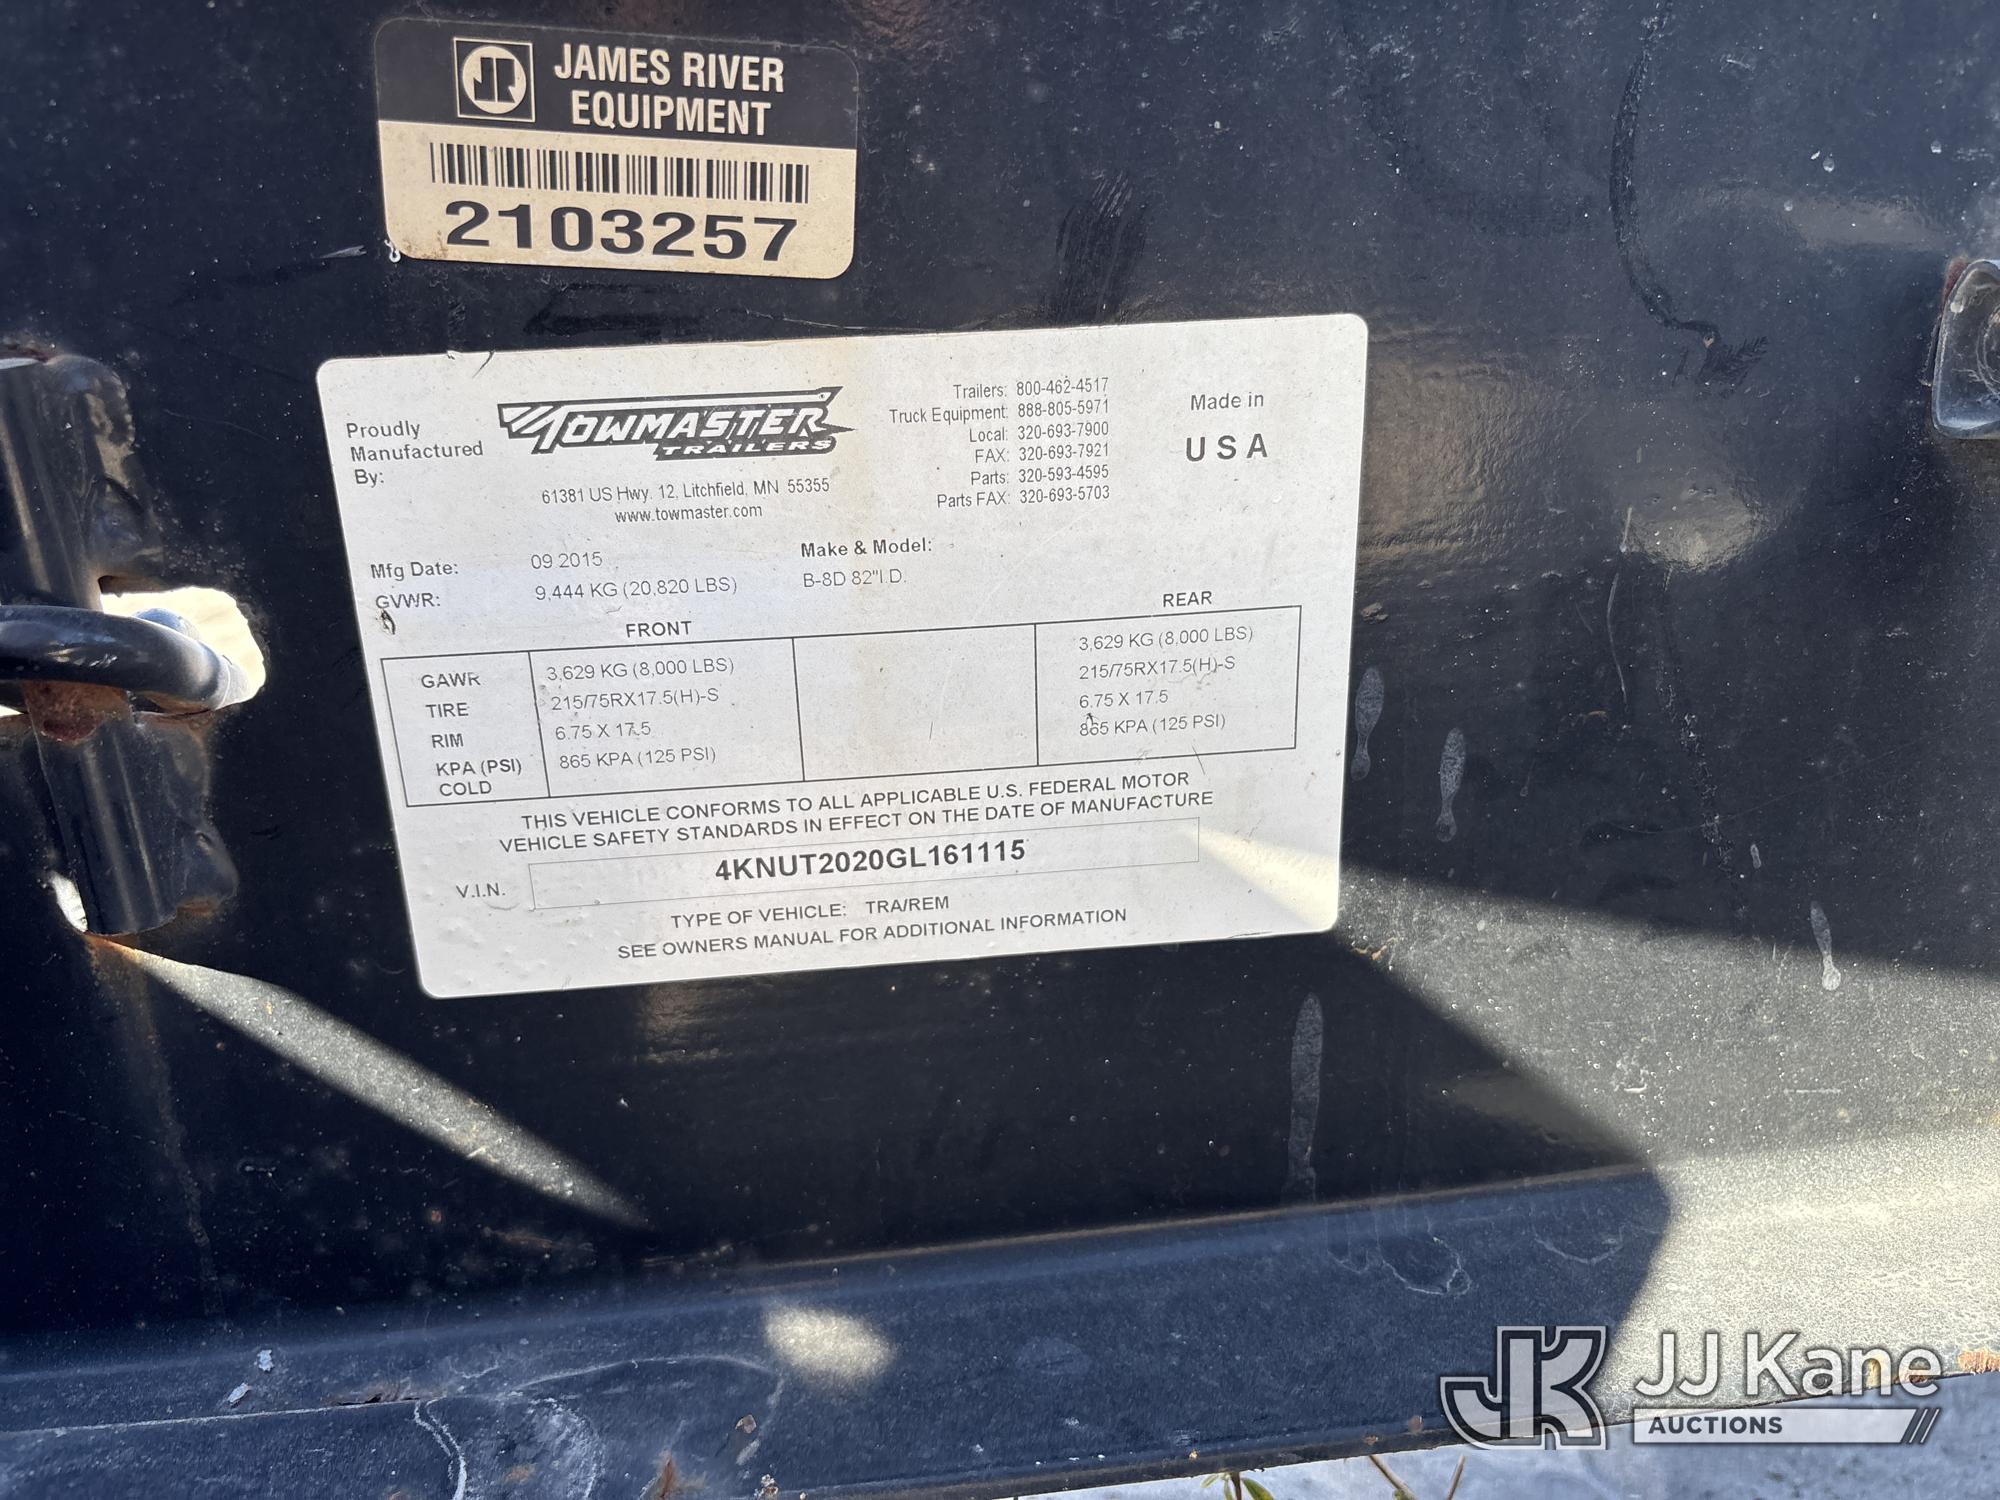 JR
JAMES RIVER
EQUIPMENT
2103257
Proudly
Manufactured
By:
TOWMASTER
TRAILERS
61381 US Hwy. 12, Litchfield, MN 55355
www.towmaster.com
Trailers: 800-462-4517
Truck Equipment: 888-805-5971
Local: 320-693-7900
FAX: 320-693-7921
Parts: 320-593-4595
Parts FAX: 320-693-5703
Made in
USA
Mfg Date: 09 2015
GVWR: 9,444 KG (20,820 LBS)
Make & Model:
B-8D 82"I.D.
FRONT
REAR
GAWR 3,629 KG (8,000 LBS) 3,629 KG (8,000 LBS)
TIRE 215/75RX17.5(H)-S 215/75RX17.5(H)-S
RIM 6.75 X 17.5 6.75 X 17.5
KPA (PSI) 865 KPA (125 PSI) 865 KPA (125 PSI)
COLD
THIS VEHICLE CONFORMS TO ALL APPLICABLE U.S. FEDERAL MOTOR
VEHICLE SAFETY STANDARDS IN EFFECT ON THE DATE OF MANUFACTURE
V.I.N. 4KNUT2020GL161115
TYPE OF VEHICLE: TRA/REM
SEE OWNERS MANUAL FOR ADDITIONAL INFORMATION
JK JJ Kane
AUCTIONS